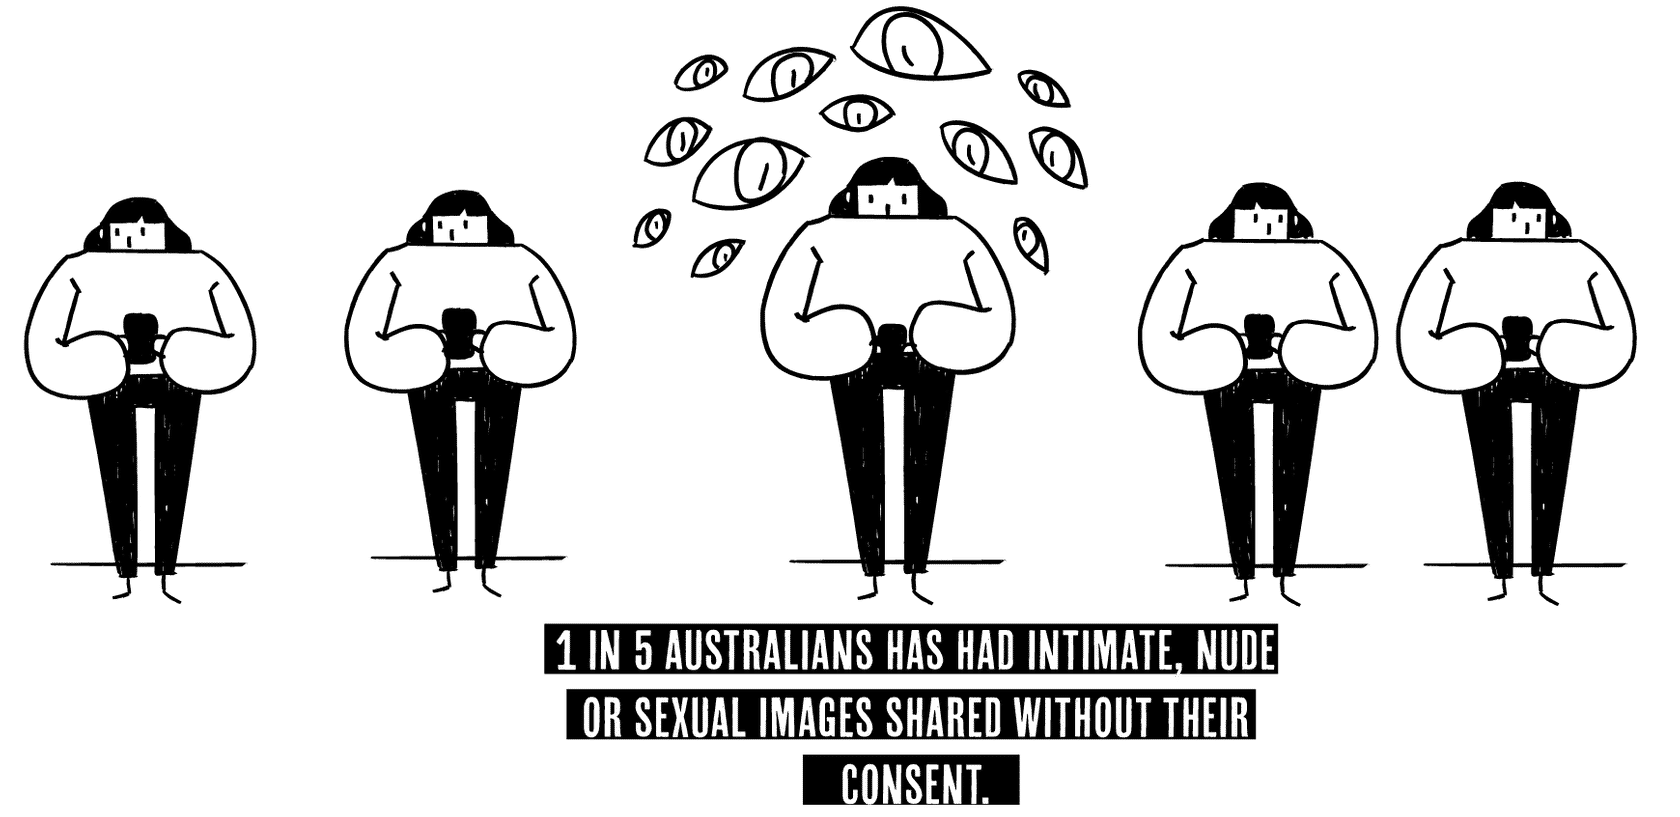 1 IN 5 AUSTRALIANS HAS HAD INTIMATE, NUDE
OR SEXUAL IMAGES SHARED WITHOUT THEIR
CONSENT.